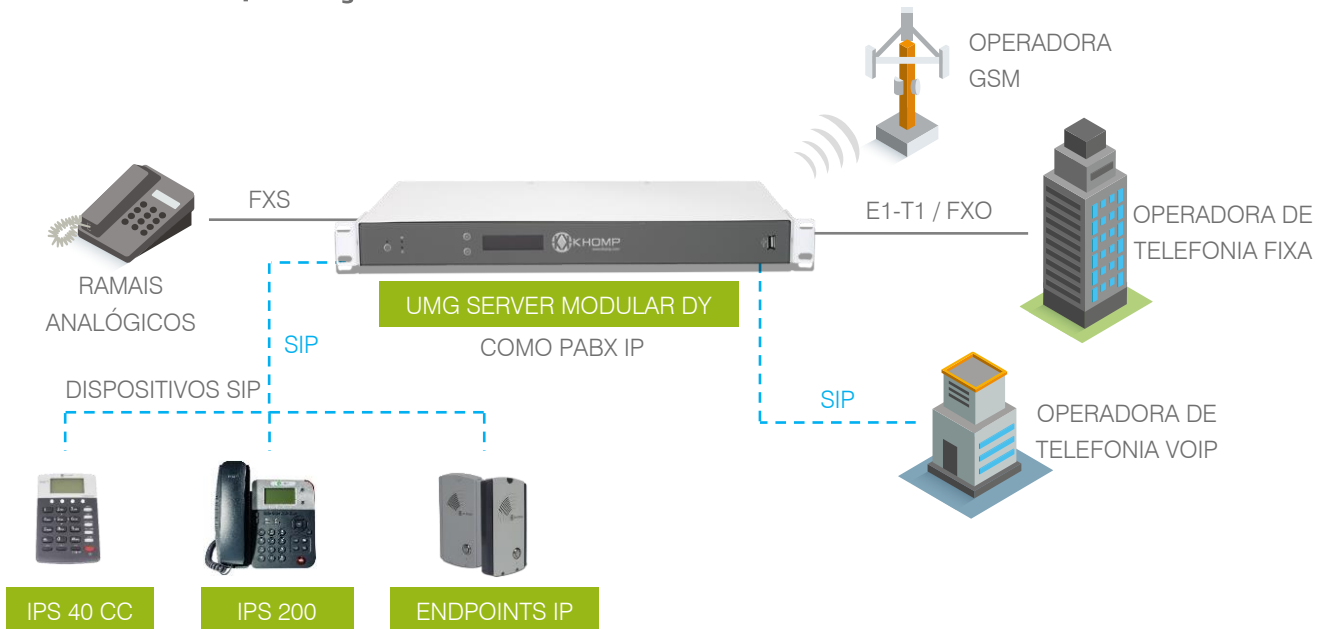 OPERADORA
GSM
FXS
E1-T1 / FXO
KHOMP
OPERADORA DE
TELEFONIA FIXA
RAMAIS
ANALÓGICOS
UMG SERVER MODULAR DY
COMO PABX IP
SIP
DISPOSITIVOS SIP
SIP
OPERADORA DE
TELEFONIA VOIP
IPS 40 CC
IPS 200
ENDPOINTS IP